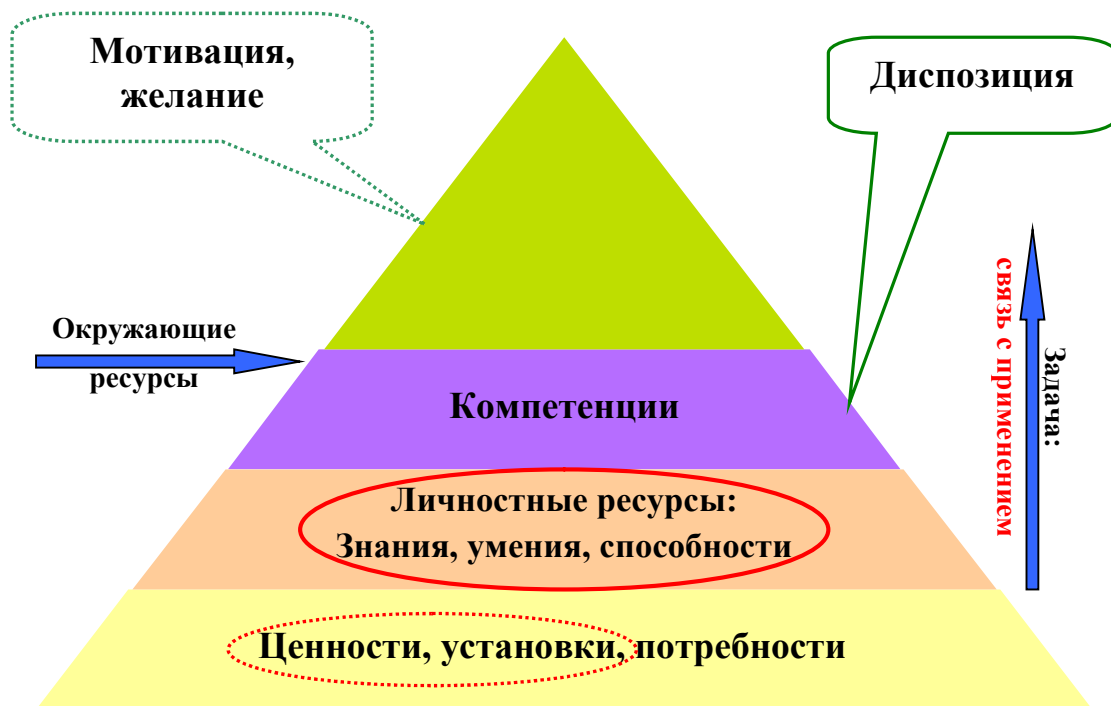 Мотивация,
желание
Диспозиция
Окружающие
ресурсы
Компетенции
Личностные ресурсы:
Знания, умения, способности
Ценности, установки, потребности
Задача:
связь с применением